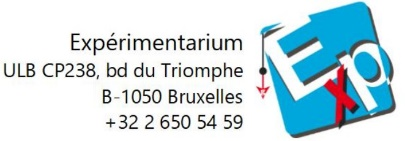 Expérimentarium
ULB CP238, bd du Triomphe
B-1050 Bruxelles
+32 2 650 54 59
Exp